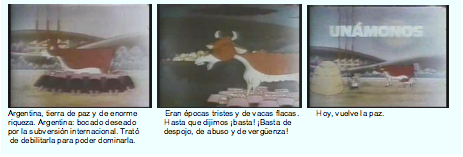 UNÁMONOS
Argentina, tierra de paz y de enorme
riqueza. Argentina: bocado deseado
por la subversión internacional. Trató
de debilitarla para poder dominarla.
Eran épocas tristes y de vacas flacas.
Hasta que dijimos ¡basta! ¡Basta de
despojo, de abuso y de vergüenza!
Hoy, vuelve la paz.